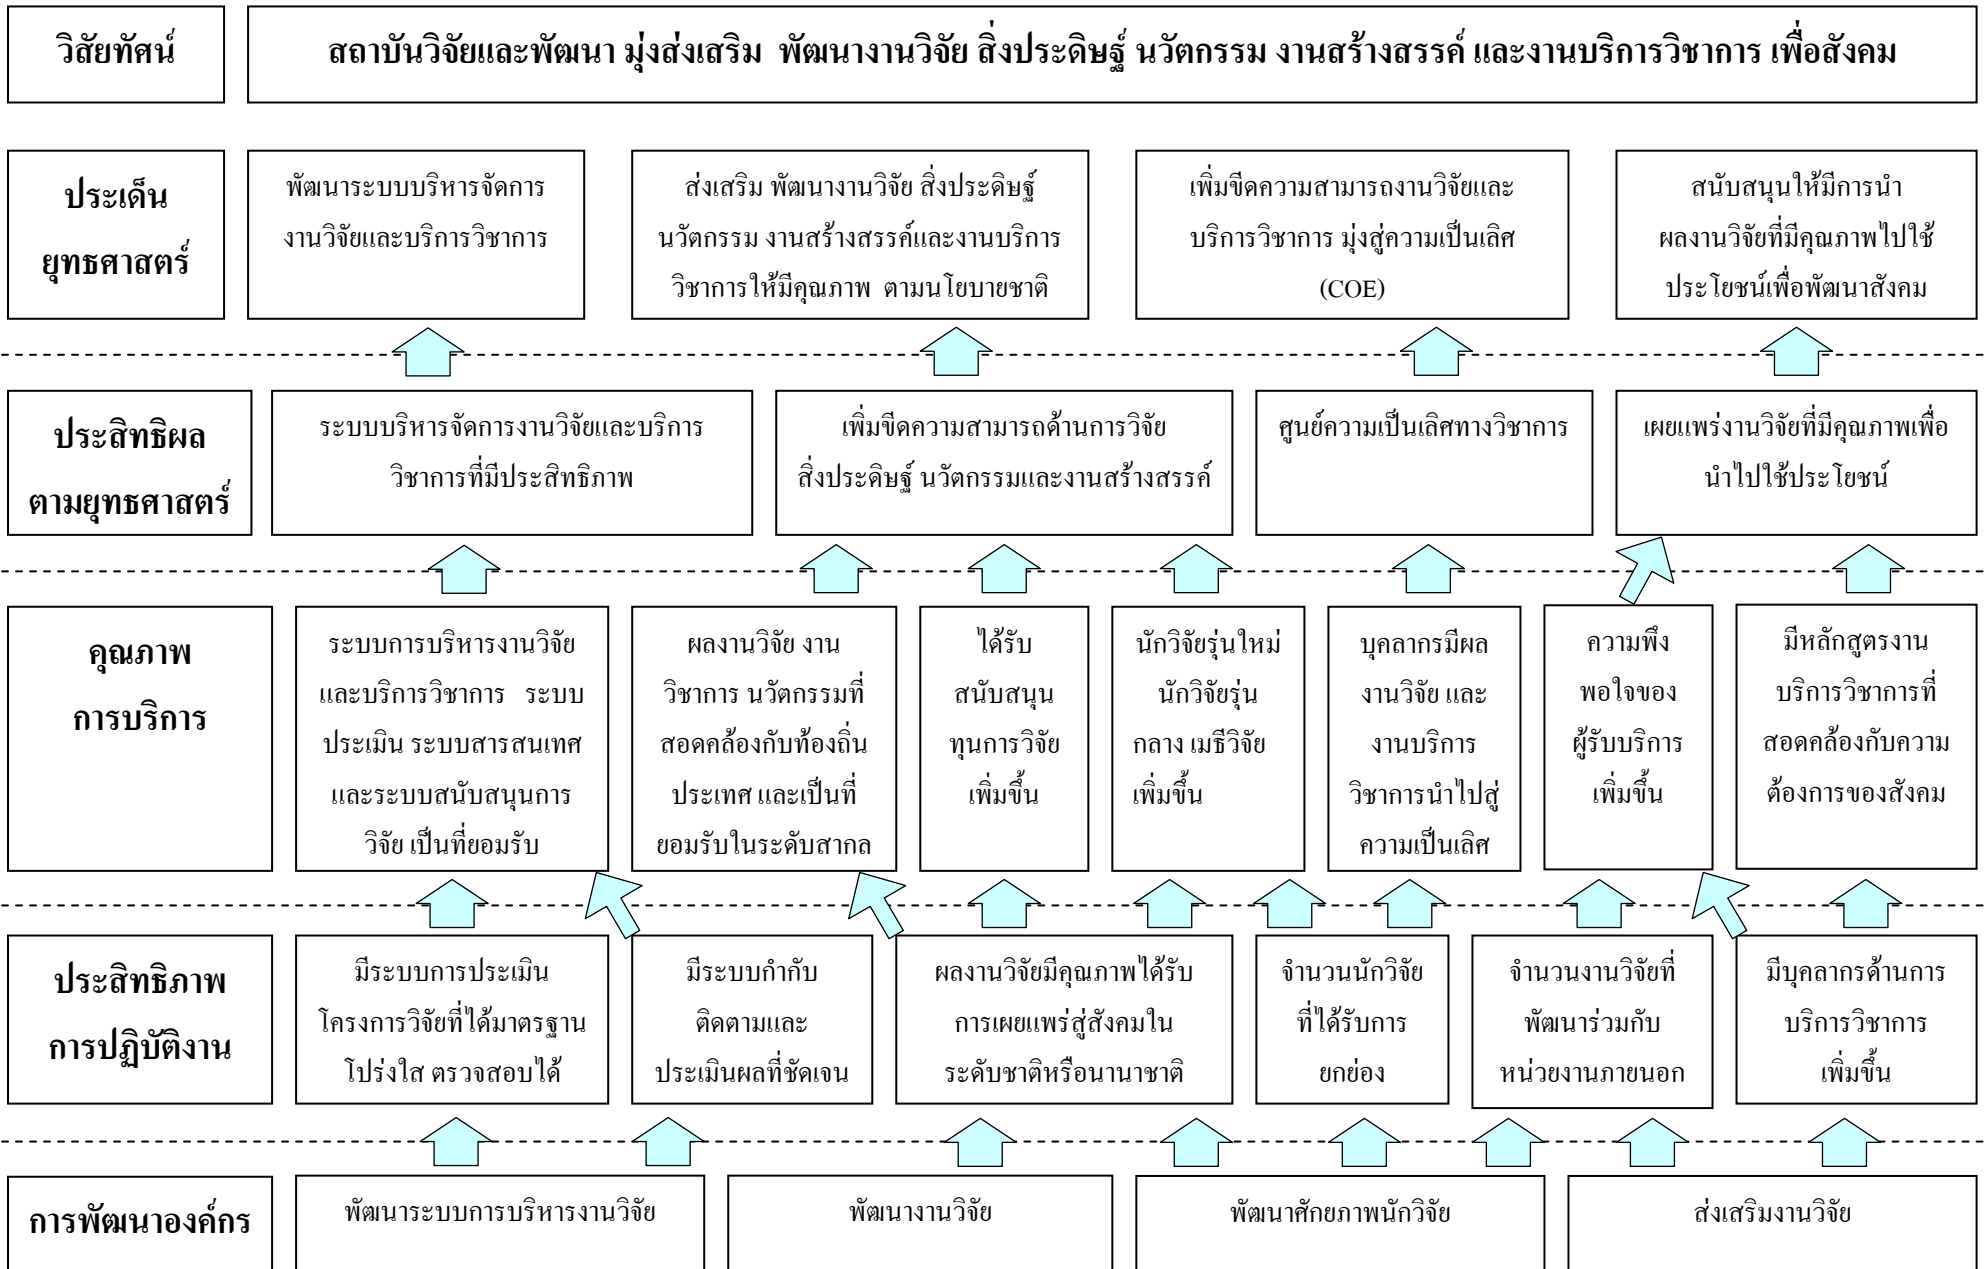 วิสัยทัศน์
สถาบันวิจัยและพัฒนา มุ่งส่งเสริม พัฒนางานวิจัย สิ่งประดิษฐ์ นวัตกรรม งานสร้างสรรค์ และงานบริการวิชาการ เพื่อสังคม
ประเด็น
ยุทธศาสตร์
พัฒนาระบบบริหารจัดการ
งานวิจัยและบริการวิชาการ
ส่งเสริม พัฒนางานวิจัย สิ่งประดิษฐ์
นวัตกรรม งานสร้างสรรค์และงานบริการ
วิชาการให้มีคุณภาพ ตามนโยบายชาติ
เพิ่มขีดความสามารถงานวิจัยและ
บริการวิชาการ มุ่งสู่ความเป็นเลิศ
(COE)
สนับสนุนให้มีการนำ
ผลงานวิจัยที่มีคุณภาพไปใช้
ประโยชน์เพื่อพัฒนาสังคม
ประสิทธิผล
ตามยุทธศาสตร์
ระบบบริหารจัดการงานวิจัยและบริการ
วิชาการที่มีประสิทธิภาพ
เพิ่มขีดความสามารถด้านการวิจัย
สิ่งประดิษฐ์ นวัตกรรมและงานสร้างสรรค์
ศูนย์ความเป็นเลิศทางวิชาการ
เผยแพร่งานวิจัยที่มีคุณภาพเพื่อ
นำไปใช้ประโยชน์
คุณภาพ
การบริการ
ระบบการบริหารงานวิจัย
และบริการวิชาการ ระบบ
ประเมิน ระบบสารสนเทศ
และระบบสนับสนุนการ
วิจัย เป็นที่ยอมรับ
ผลงานวิจัย งาน
วิชาการ นวัตกรรมที่
สอดคล้องกับท้องถิ่น
ประเทศ และเป็นที่
ยอมรับในระดับสากล
ได้รับ
สนับสนุน
ทุนการวิจัย
เพิ่มขึ้น
นักวิจัยรุ่นใหม่
นักวิจัยรุ่น
กลาง เมธีวิจัย
เพิ่มขึ้น
บุคลากรมีผล
งานวิจัย และ
งานบริการ
วิชาการนำไปสู่
ความเป็นเลิศ
ความพึง
พอใจของ
ผู้รับบริการ
เพิ่มขึ้น
มีหลักสูตรงาน
บริการวิชาการที่
สอดคล้องกับความ
ต้องการของสังคม
ประสิทธิภาพ
การปฏิบัติงาน
มีระบบการประเมิน
โครงการวิจัยที่ได้มาตรฐาน
โปร่งใส ตรวจสอบได้
มีระบบกำกับ
ติดตามและ
ประเมินผลที่ชัดเจน
ผลงานวิจัยมีคุณภาพได้รับ
การเผยแพร่สู่สังคมใน
ระดับชาติหรือนานาชาติ
จำนวนนักวิจัย
ที่ได้รับการ
ยกย่อง
จำนวนงานวิจัยที่
พัฒนาร่วมกับ
หน่วยงานภายนอก
มีบุคลากรด้านการ
บริการวิชาการ
เพิ่มขึ้น
การพัฒนาองค์กร
พัฒนาระบบการบริหารงานวิจัย
พัฒนางานวิจัย
พัฒนาศักยภาพนักวิจัย
ส่งเสริมงานวิจัย